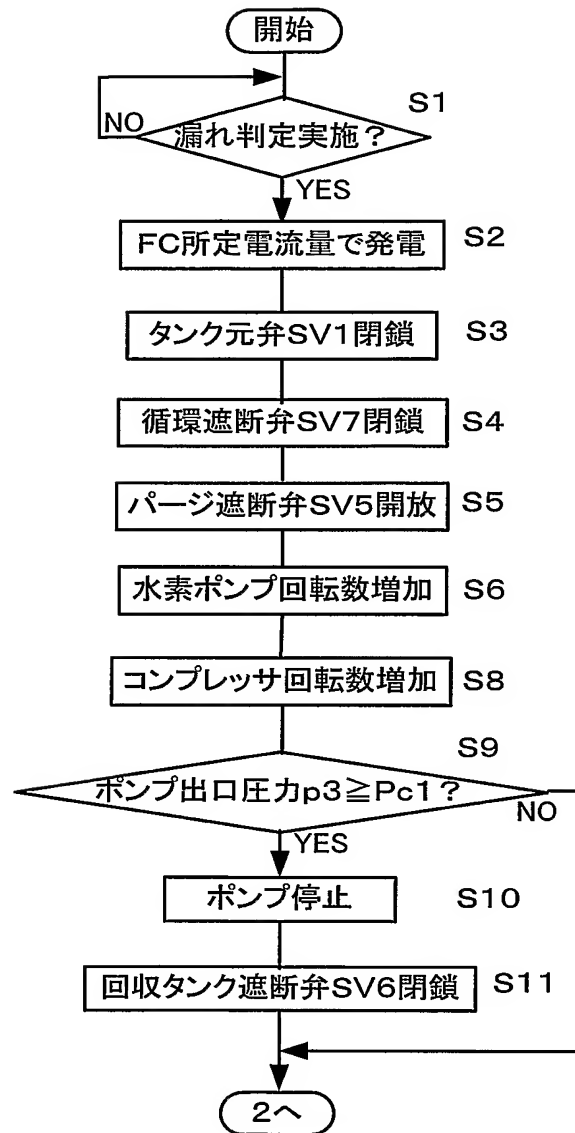 開始
S1
NO
漏れ判定実施？
YES
FC所定電流量で発電 S2
タンク元弁SV1閉鎖 S3
循環遮断弁SV7閉鎖 S4
パージ遮断弁SV5開放 S5
水素ポンプ回転数増加 S6
コンプレッサ回転数増加 S8
S9
ポンプ出口圧力p3≧Pc1？
NO
YES
ポンプ停止 S10
回収タンク遮断弁SV6閉鎖 S11
2へ